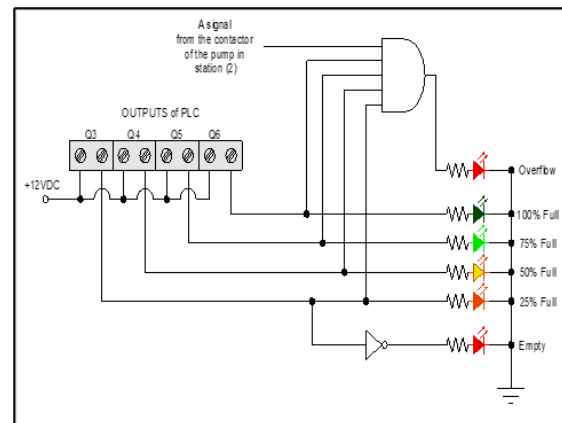 A signal
from the contactor
of the pump in
station (2)
OUTPUTS of PLC
Q3 Q4 Q5 Q6
+12VDC
Overflow
100% Full
75% Full
50% Full
25% Full
Empty